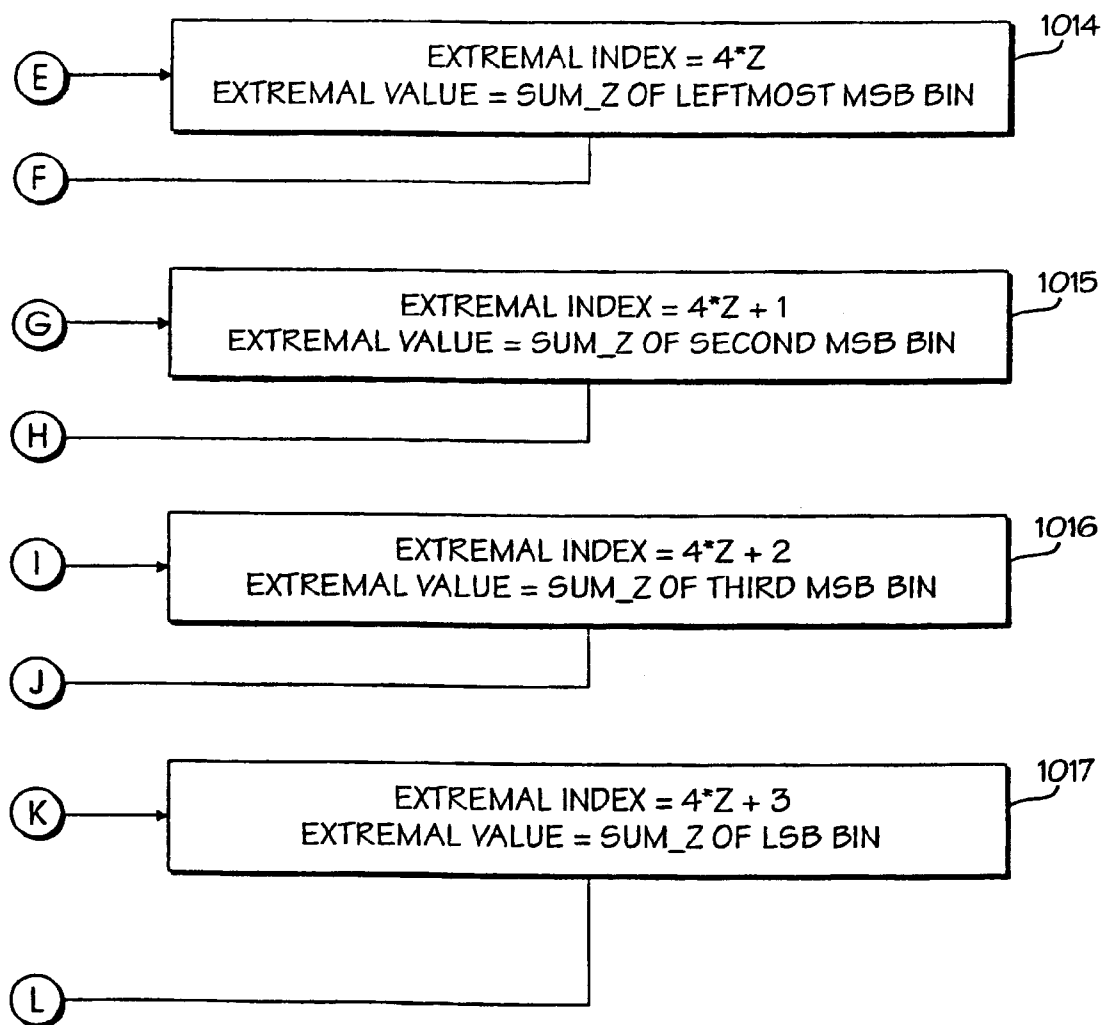 1014
E
EXTREMAL INDEX = 4*Z
EXTREMAL VALUE = SUM_Z OF LEFTMOST MSB BIN
F
1015
G
EXTREMAL INDEX = 4*Z + 1
EXTREMAL VALUE = SUM_Z OF SECOND MSB BIN
H
1016
I
EXTREMAL INDEX = 4*Z + 2
EXTREMAL VALUE = SUM_Z OF THIRD MSB BIN
J
1017
K
EXTREMAL INDEX = 4*Z + 3
EXTREMAL VALUE = SUM_Z OF LSB BIN
L